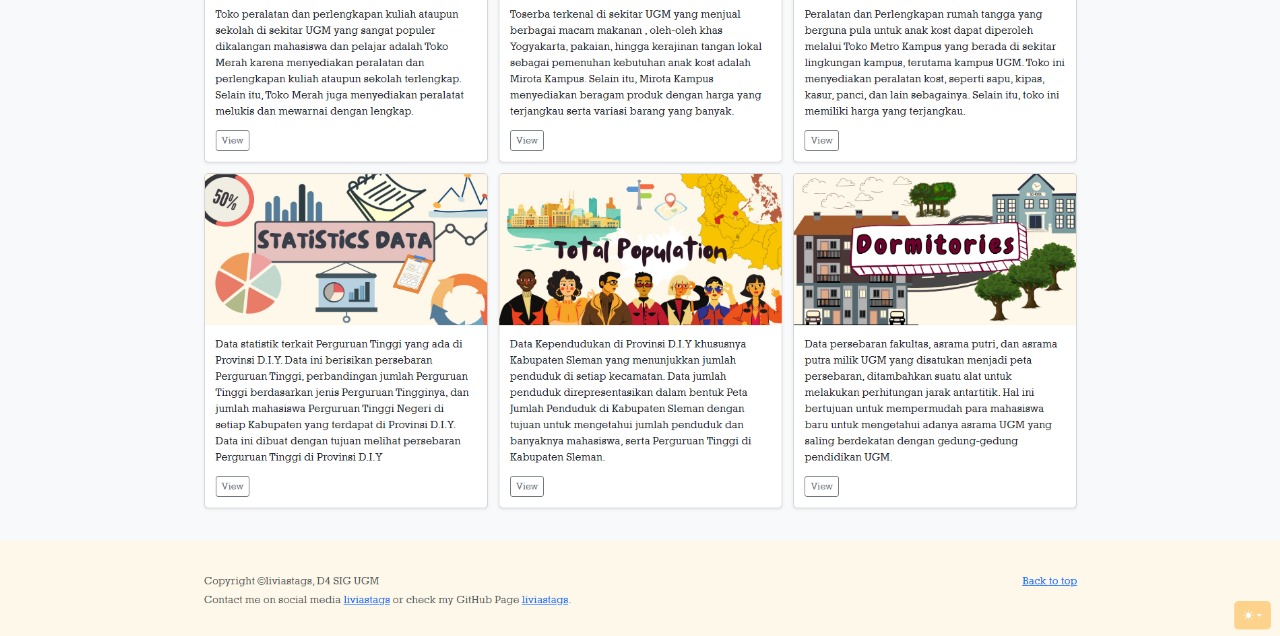 Toko peralatan dan perlengkapan kuliah ataupun
sekolah di sekitar UGM yang sangat populer
dikalangan mahasiswa dan pelajar adalah Toko
Merah karena menyediakan peralatan dan
perlengkapan kuliah ataupun sekolah terlengkap.
Selain itu, Toko Merah juga menyediakan peralatat
melukis dan mewarnai dengan lengkap.
View
Toserba terkenal di sekitar UGM yang menjual
berbagai macam makanan , oleh-oleh khas
Yogyakarta, pakaian, hingga kerajinan tangan lokal
sebagai pemenuhan kebutuhan anak kost adalah
Mirota Kampus. Selain itu, Mirota Kampus
menyediakan beragam produk dengan harga yang
terjangkau serta variasi barang yang banyak.
View
Peralatan dan Perlengkapan rumah tangga yang
berguna pula untuk anak kost dapat diperoleh
melalui Toko Metro Kampus yang berada di sekitar
lingkungan kampus, terutama kampus UGM. Toko ini
menyediakan peralatan kost, seperti sapu, kipas,
kasur, panci, dan lain sebagainya. Selain itu, toko ini
memiliki harga yang terjangkau.
View
50%
STATISTICS DATA
Data statistik terkait Perguruan Tinggi yang ada di
Provinsi D.I.Y. Data ini berisikan persebaran
Perguruan Tinggi, perbandingan jumlah Perguruan
Tinggi berdasarkan jenis Perguruan Tingginya, dan
jumlah mahasiswa Perguruan Tinggi Negeri di
setiap Kabupaten yang terdapat di Provinsi D.I.Y.
Data ini dibuat dengan tujuan melihat persebaran
Perguruan Tinggi di Provinsi D.I.Y
View
Total Population
Data Kependudukan di Provinsi D.I.Y khususnya
Kabupaten Sleman yang menunjukkan jumlah
penduduk di setiap kecamatan. Data jumlah
penduduk direpresentasikan dalam bentuk Peta
Jumlah Penduduk di Kabupaten Sleman dengan
tujuan untuk mengetahui jumlah penduduk dan
banyaknya mahasiswa, serta Perguruan Tinggi di
Kabupaten Sleman.
View
Dormitories
Data persebaran fakultas, asrama putri, dan asrama
putra milik UGM yang disatukan menjadi peta
persebaran, ditambahkan suatu alat untuk
melakukan perhitungan jarak antartitik. Hal ini
bertujuan untuk mempermudah para mahasiswa
baru untuk mengetahui adanya asrama UGM yang
saling berdekatan dengan gedung-gedung
pendidikan UGM.
View
Copyright ©liviastags, D4 SIG UGM
Back to top
Contact me on social media liviastags or check my GitHub Page liviastags.